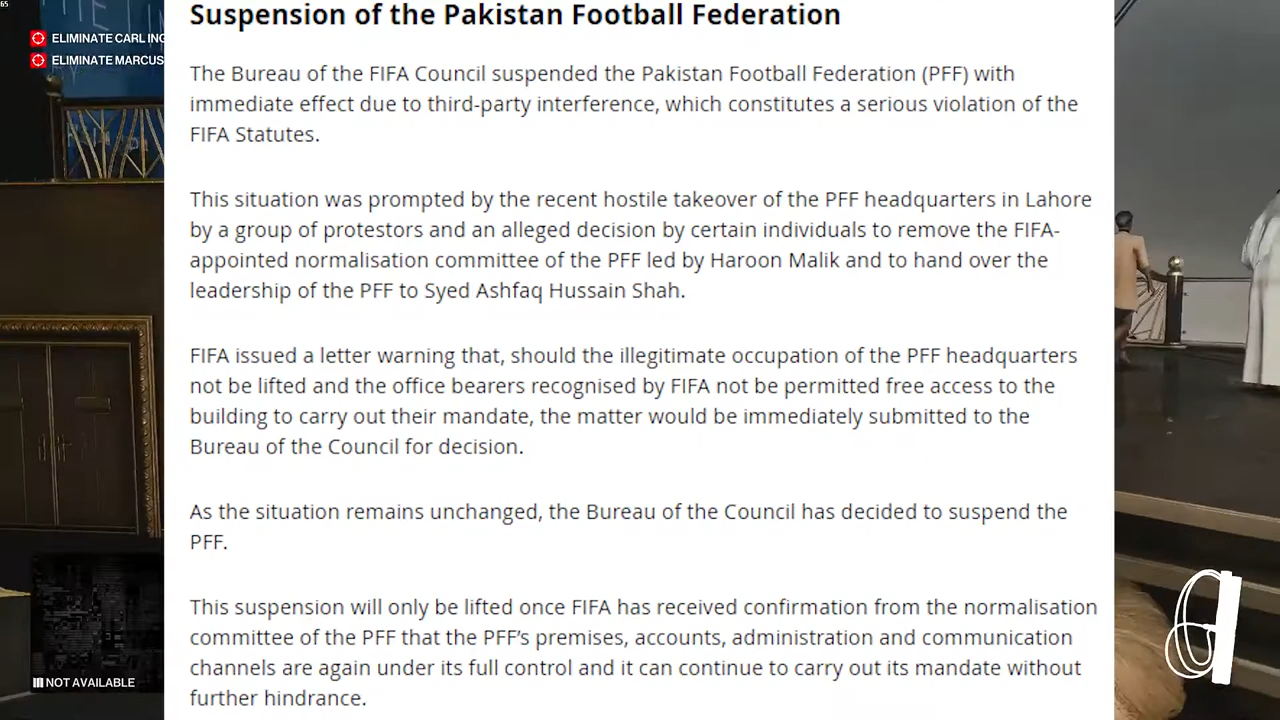 65
Suspension of the Pakistan Football Federation
ELIMINATE CARL ING
ELIMINATE MARCUS
The Bureau of the FIFA Council suspended the Pakistan Football Federation (PFF) with
immediate effect due to third-party interference, which constitutes a serious violation of the
FIFA Statutes.
This situation was prompted by the recent hostile takeover of the PFF headquarters in Lahore
by a group of protestors and an alleged decision by certain individuals to remove the FIFA-
appointed normalisation committee of the PFF led by Haroon Malik and to hand over the
leadership of the PFF to Syed Ashfaq Hussain Shah.
FIFA issued a letter warning that, should the illegitimate occupation of the PFF headquarters
not be lifted and the office bearers recognised by FIFA not be permitted free access to the
building to carry out their mandate, the matter would be immediately submitted to the
Bureau of the Council for decision.
As the situation remains unchanged, the Bureau of the Council has decided to suspend the
PFF.
This suspension will only be lifted once FIFA has received confirmation from the normalisation
committee of the PFF that the PFF’s premises, accounts, administration and communication
channels are again under its full control and it can continue to carry out its mandate without
further hindrance.
NOT AVAILABLE